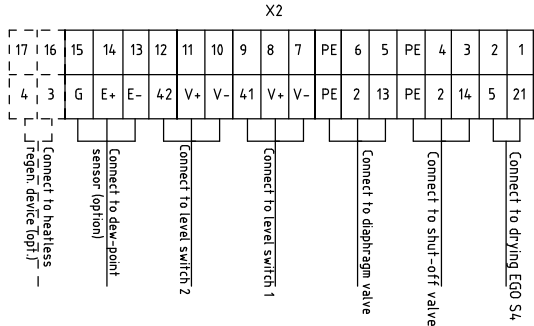 X2
17 16 15 14 13 12 11 10 9 8 7 PE 6 5 PE 4 3 2 1
4 3 G E+ E- 42 V+ V- 41 V+ V- PE 2 13 PE 2 14 5 21
Connect to heatless
regen. device (opt.)
Connect to dew-point
sensor (option)
Connect to level switch 2
Connect to level switch 1
Connect to diaphragm valve
Connect to shut-off valve
Connect to drying EGO S4